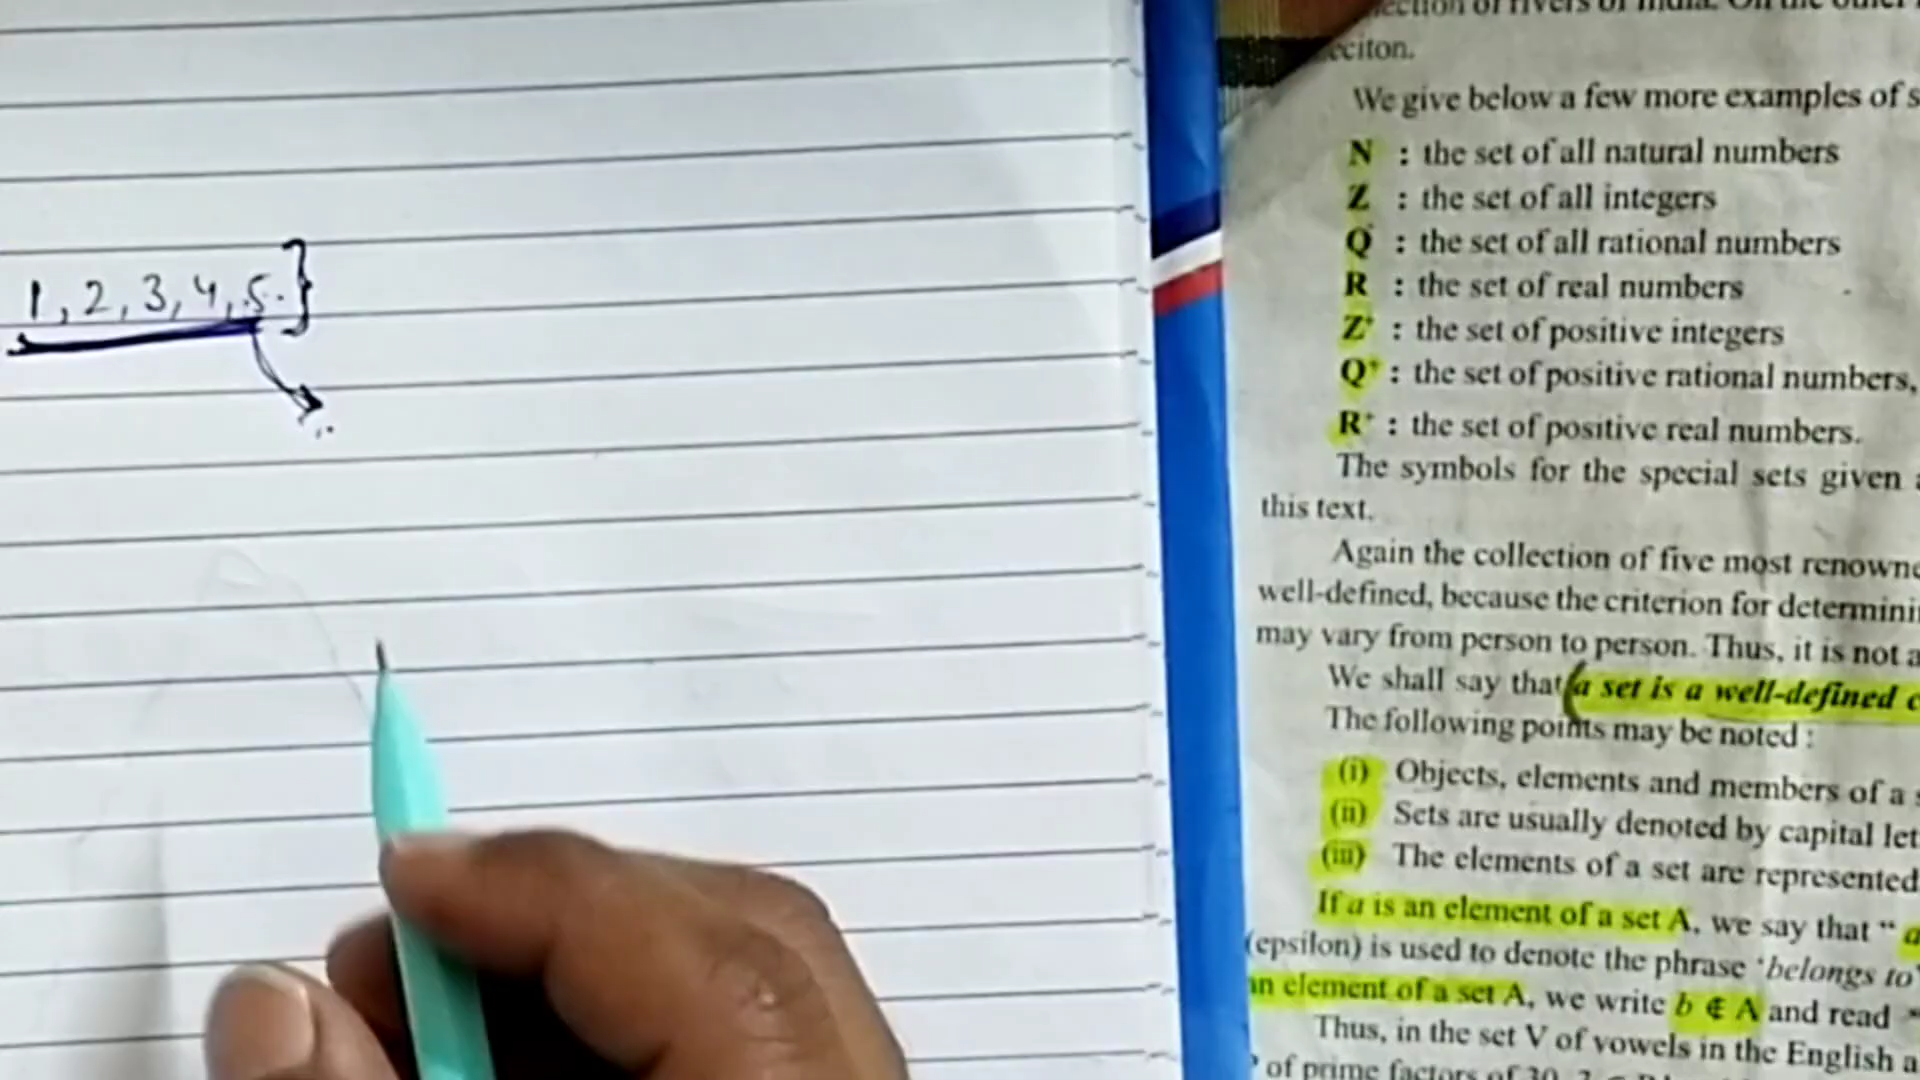 1, 2, 3, 4, 5. }
of rivers of India. On the other
eciton.
We give below a few more examples of s
N : the set of all natural numbers
Z : the set of all integers
Q : the set of all rational numbers
R : the set of real numbers
Z+ : the set of positive integers
Q+ : the set of positive rational numbers,
R+ : the set of positive real numbers.
The symbols for the special sets given a
this text.
Again the collection of five most renowne
well-defined, because the criterion for determini
may vary from person to person. Thus, it is not a
We shall say that (a set is a well-defined c
The following points may be noted :
(i) Objects, elements and members of a s
(ii) Sets are usually denoted by capital let
(iii) The elements of a set are represented
If a is an element of a set A, we say that “ a
(epsilon) is used to denote the phrase ‘belongs to’
an element of a set A, we write b ∉ A and read “
Thus, in the set V of vowels in the English a
of prime factors of 30,